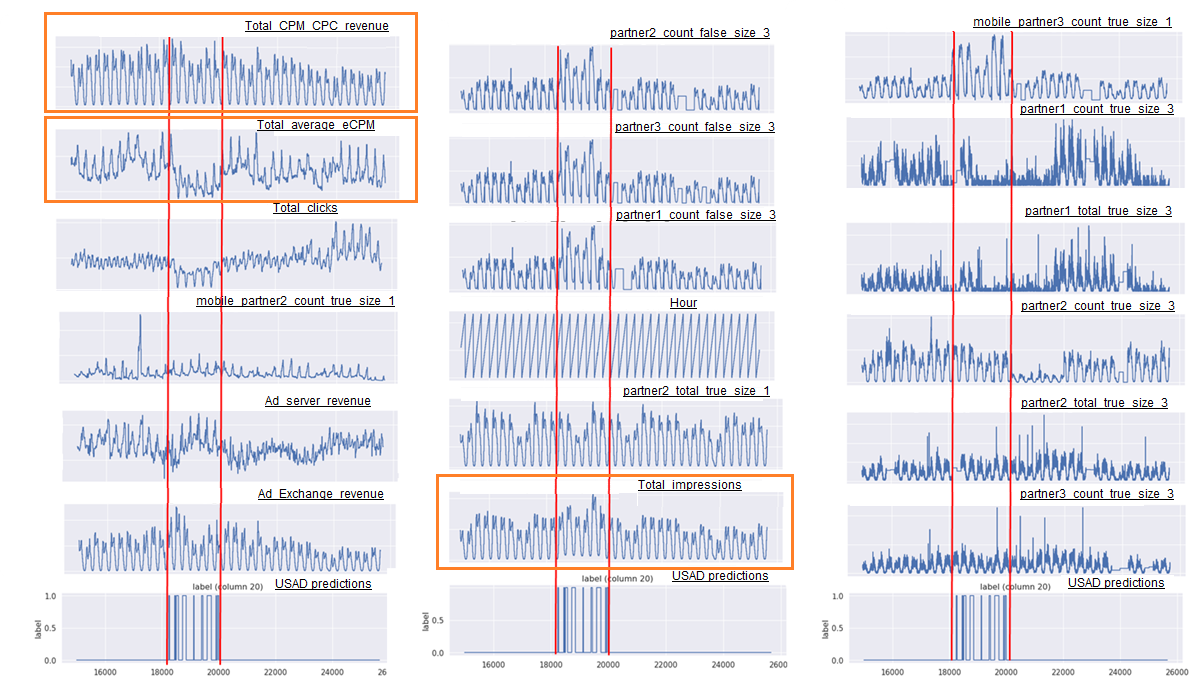 Total_CPM_CPC_revenue
Total_average_eCPM
Total_clicks
mobile_partner2_count_true_size_1
Ad_server_revenue
Ad_Exchange_revenue
label (column 20)
USAD predictions
label
1.0
0.5
0.0
16000 18000 20000 22000 24000 26
partner2_count_false_size_3
partner3_count_false_size_3
partner1_count_false_size_3
Hour
partner2_total_true_size_1
Total_impressions
label (column 20)
USAD predictions
label
1.0
0.5
0.0
16000 18000 20000 22000 24000 2600
mobile_partner3_count_true_size_1
partner1_count_true_size_3
partner1_total_true_size_3
partner2_count_true_size_3
partner2_total_true_size_3
partner3_count_true_size_3
label (column 20)
USAD predictions
label
1.0
0.5
0.0
16000 18000 20000 22000 24000 26000